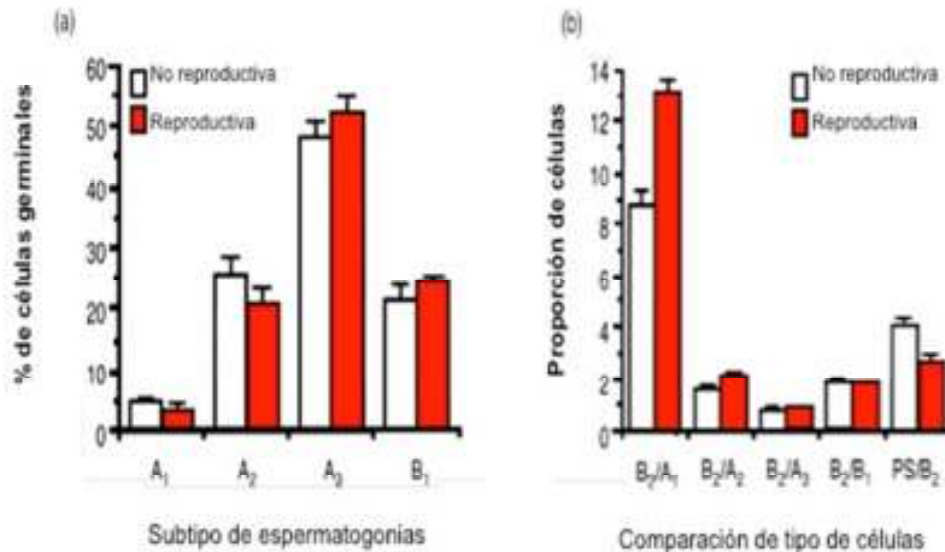 (a)
% de células germinales
60
50
40
30
20
10
0
No reproductiva
Reproductiva
A₁
A₂
A₃
B₁
Subtipo de espermatogonias
(b)
Proporción de células
14
12
10
8
6
4
2
0
No reproductiva
Reproductiva
B₂/A₁
B₂/A₂
B₂/A₃
B₂/B₁
PS/B₂
Comparación de tipo de células